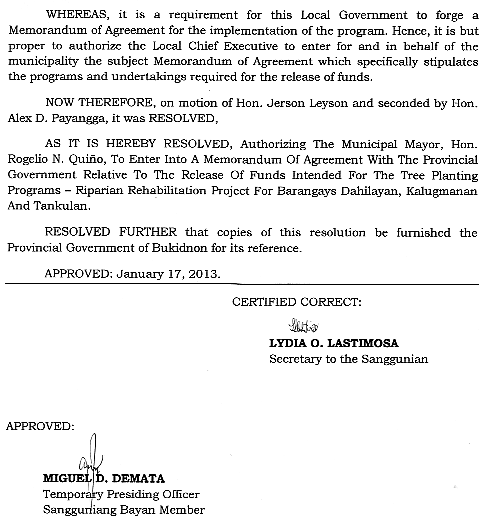 WHEREAS, it is a requirement for this Local Government to forge a
Memorandum of Agreement for the implementation of the program. Hence, it is but
proper to authorize the Local Chief Executive to enter for and in behalf of the
municipality the subject Memorandum of Agreement which specifically stipulates
the programs and undertakings required for the release of funds.
NOW THEREFORE, on motion of Hon. Jerson Leyson and seconded by Hon.
Alex D. Payangga, it was RESOLVED,
AS IT IS HEREBY RESOLVED, Authorizing The Municipal Mayor, Hon.
Rogelio N. Quiño, To Enter Into A Memorandum Of Agreement With The Provincial
Government Relative To The Release Of Funds Intended For The Tree Planting
Programs – Riparian Rehabilitation Project For Barangays Dahilayan, Kalugmanan
And Tankulan.
RESOLVED FURTHER that copies of this resolution be furnished the
Provincial Government of Bukidnon for its reference.
APPROVED: January 17, 2013.
CERTIFIED CORRECT:
LYDIA O. LASTIMOSA
Secretary to the Sanggunian
APPROVED:
MIGUEL D. DEMATA
Temporary Presiding Officer
Sangguniang Bayan Member